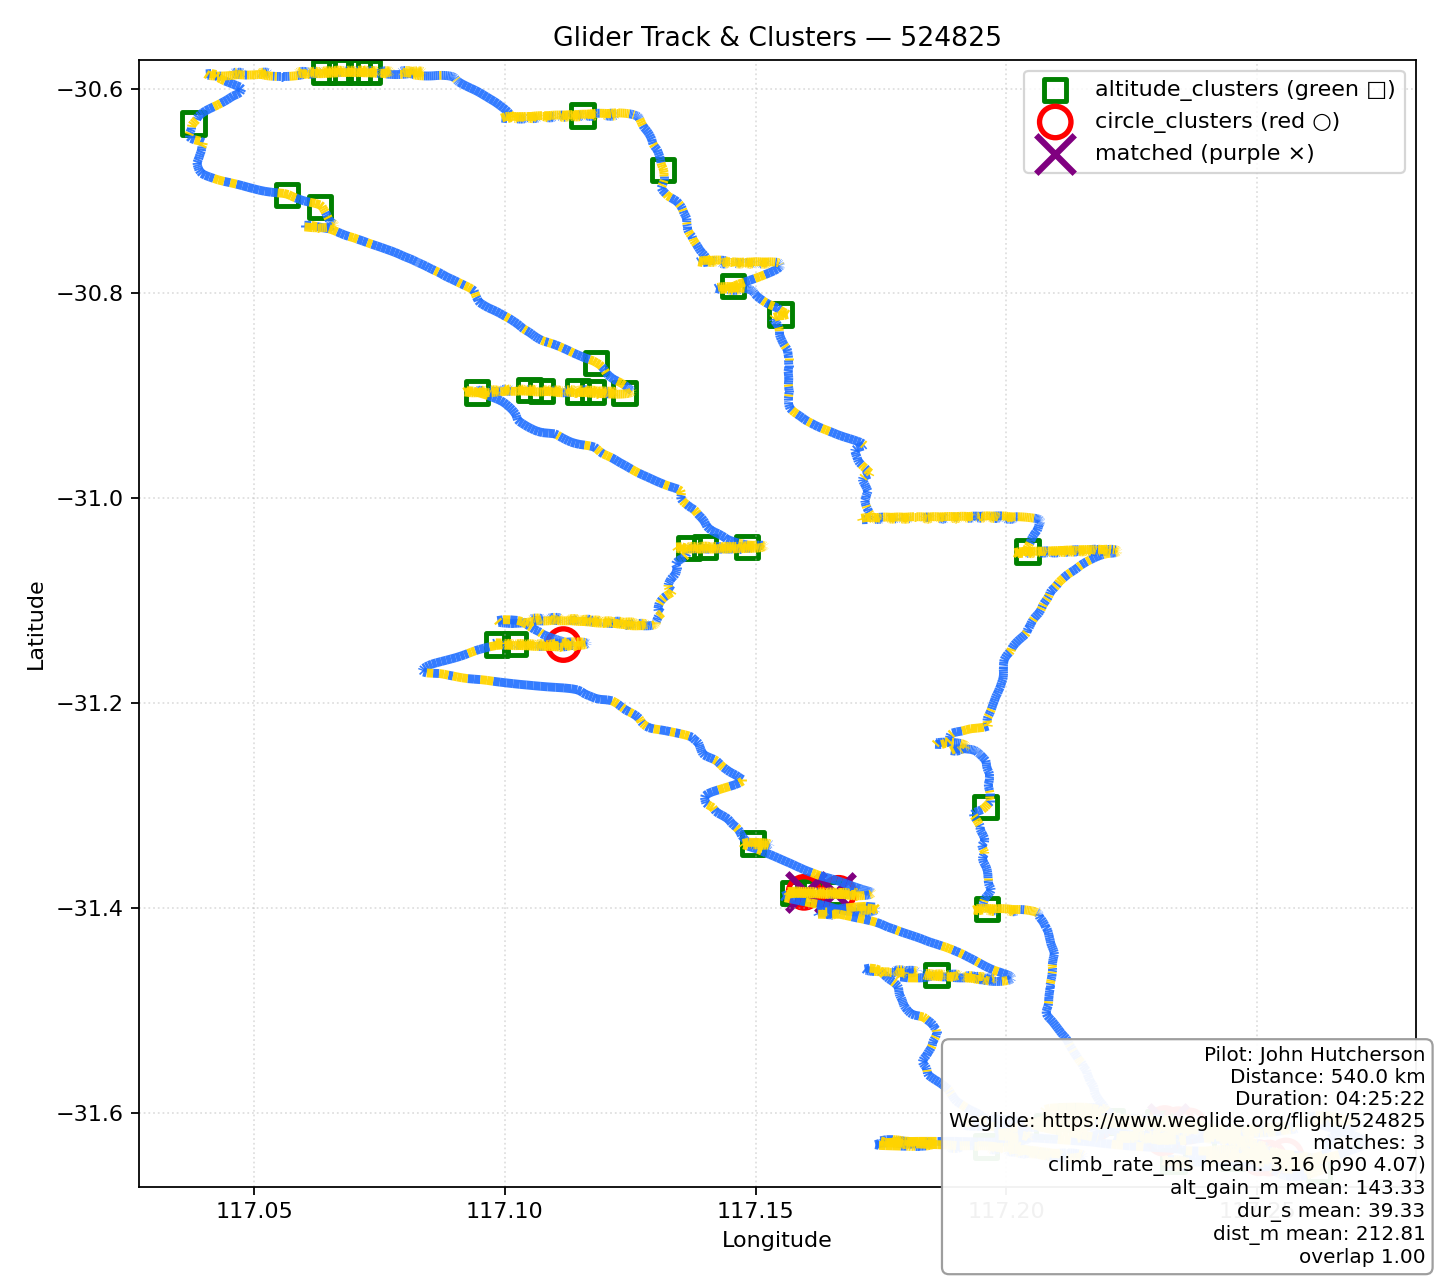 Glider Track & Clusters — 524825
altitude_clusters (green □)
circle_clusters (red ○)
matched (purple ×)
−30.6
−30.8
−31.0
−31.2
−31.4
−31.6
Latitude
117.05
117.10
117.15
117.20
Longitude
Pilot: John Hutcherson
Distance: 540.0 km
Duration: 04:25:22
Weglide: https://www.weglide.org/flight/524825
matches: 3
climb_rate_ms mean: 3.16 (p90 4.07)
alt_gain_m mean: 143.33
dur_s mean: 39.33
dist_m mean: 212.81
overlap 1.00